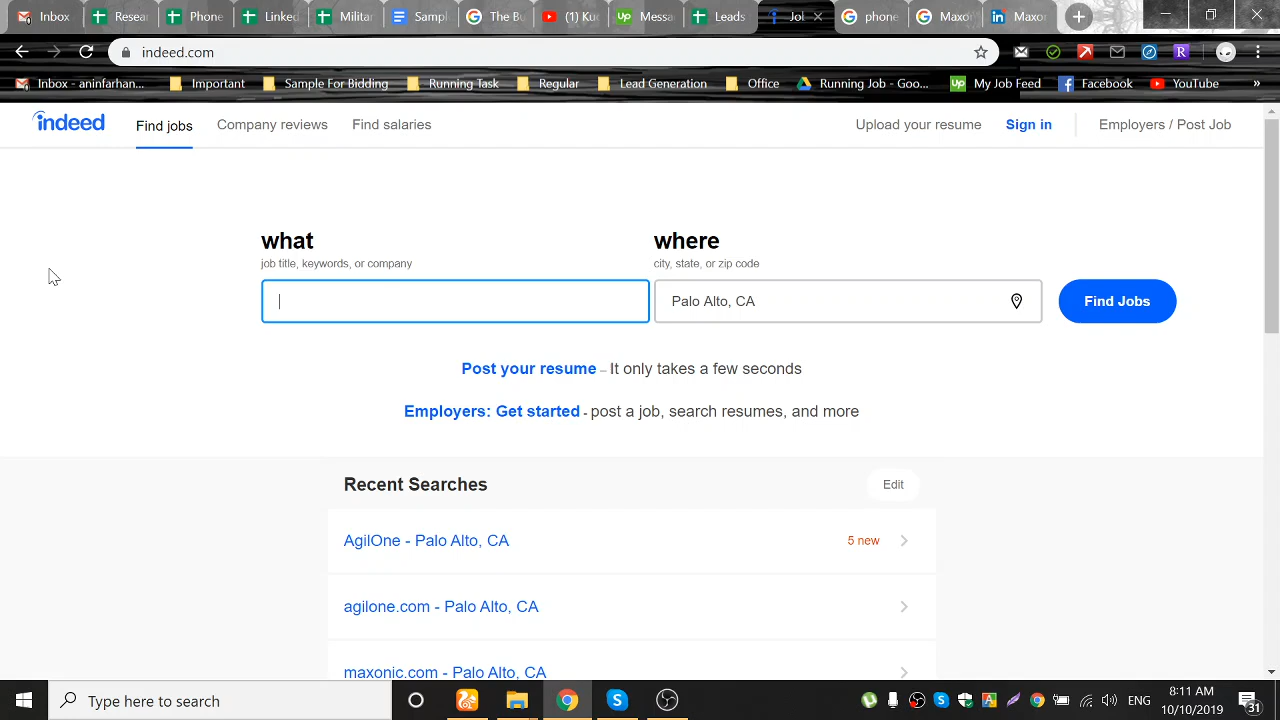 Inbox Resea Phone Linked Militar Sampl The Bu (1) Ku Messa Leads Jol phone Maxo Maxor
indeed.com
Inbox - aninfarhan... Important Sample For Bidding Running Task Regular Lead Generation Office Running Job - Goo... My Job Feed Facebook YouTube »
indeed Find jobs Company reviews Find salaries Upload your resume Sign in Employers / Post Job
what where
job title, keywords, or company city, state, or zip code
Palo Alto, CA Find Jobs
Post your resume – It only takes a few seconds
Employers: Get started - post a job, search resumes, and more
Recent Searches Edit
AgilOne - Palo Alto, CA 5 new
agilone.com - Palo Alto, CA
maxonic.com - Palo Alto, CA
Type here to search ENG 8:11 AM
10/10/2019 31